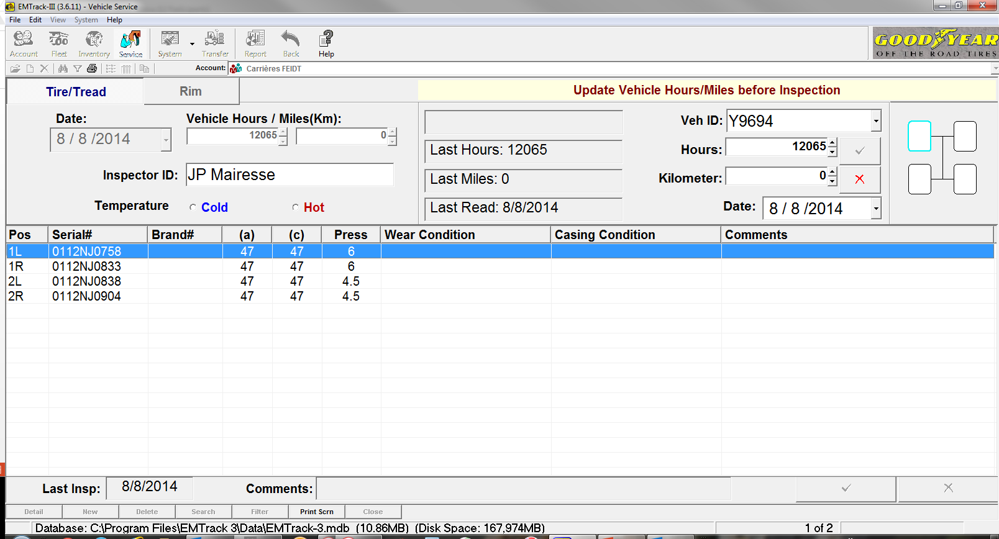 EMTrack-III (3.6.11) - Vehicle Service
File Edit View System Help
Account Fleet Inventory Service System Transfer Report Back Help
GOODYEAR
OFF THE ROAD TIRES
Account: Carrières FEIDT
Tire/Tread Rim
Update Vehicle Hours/Miles before Inspection
Date: Vehicle Hours / Miles(Km):
8 / 8 /2014 12065 0
Inspector ID: JP Mairesse
Temperature Cold Hot
Last Hours: 12065
Last Miles: 0
Last Read: 8/8/2014
Veh ID: Y9694
Hours: 12065
Kilometer: 0
Date: 8 / 8 /2014
Pos Serial# Brand# (a) (c) Press Wear Condition Casing Condition Comments
1L 0112NJ0758 47 47 6
1R 0112NJ0833 47 47 6
2L 0112NJ0838 47 47 4.5
2R 0112NJ0904 47 47 4.5
Last Insp: 8/8/2014 Comments:
Detail New Delete Search Filter Print Scrn Close
Database: C:\Program Files\EMTrack 3\Data\EMTrack-3.mdb (10.86MB) (Disk Space: 167,974MB) 1 of 2